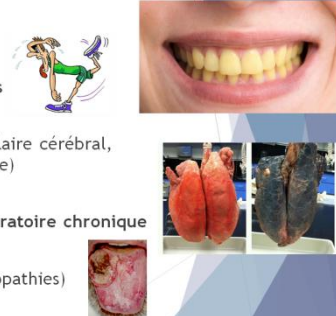 s
laire cérébral,
e)
ratoire chronique
opathies)